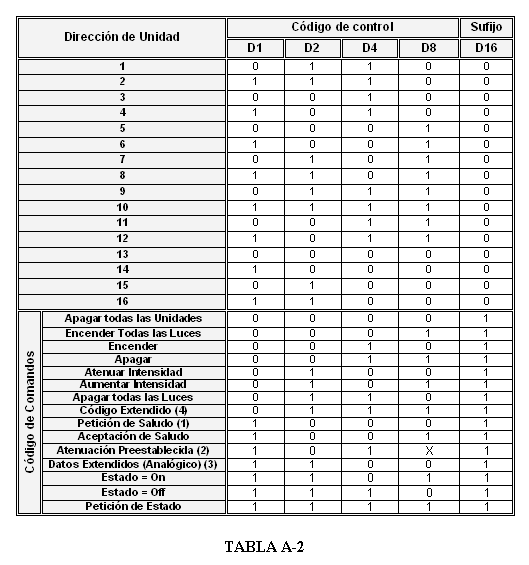 Dirección de Unidad Código de control Sufijo
D1 D2 D4 D8 D16
1 0 1 1 0 0
2 1 1 1 0 0
3 0 0 1 0 0
4 1 0 1 0 0
5 0 0 0 1 0
6 1 0 0 1 0
7 0 1 0 1 0
8 1 1 0 1 0
9 0 1 1 1 0
10 1 1 1 1 0
11 0 0 1 1 0
12 1 0 1 1 0
13 0 0 0 0 0
14 1 0 0 0 0
15 0 1 0 0 0
16 1 1 0 0 0
Código de Comandos
Apagar todas las Unidades 0 0 0 0 1
Encender Todas las Luces 0 0 0 1 1
Encender 0 0 1 0 1
Apagar 0 0 1 1 1
Atenuar Intensidad 0 1 0 0 1
Aumentar Intensidad 0 1 0 1 1
Apagar todas las Luces 0 1 1 0 1
Código Extendido (4) 0 1 1 1 1
Petición de Saludo (1) 1 0 0 0 1
Aceptación de Saludo 1 0 0 1 1
Atenuación Preestablecida (2) 1 0 1 X 1
Datos Extendidos (Analógico) (3) 1 1 0 0 1
Estado = On 1 1 0 1 1
Estado = Off 1 1 1 0 1
Petición de Estado 1 1 1 1 1
TABLA A-2